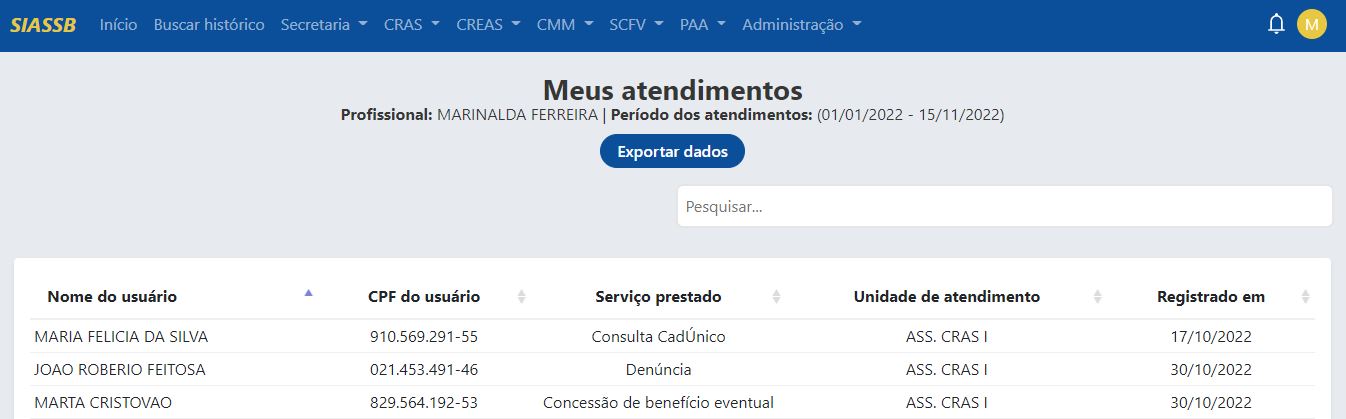 SIASSB Início Buscar histórico Secretaria CRAS CREAS CMM SCFV PAA Administração M
Meus atendimentos
Profissional: MARINALDA FERREIRA | Período dos atendimentos: (01/01/2022 - 15/11/2022)
Exportar dados
Pesquisar...
Nome do usuário CPF do usuário Serviço prestado Unidade de atendimento Registrado em
MARIA FELICIA DA SILVA 910.569.291-55 Consulta CadÚnico ASS. CRAS I 17/10/2022
JOAO ROBERIO FEITOSA 021.453.491-46 Denúncia ASS. CRAS I 30/10/2022
MARTA CRISTOVAO 829.564.192-53 Concessão de benefício eventual ASS. CRAS I 30/10/2022